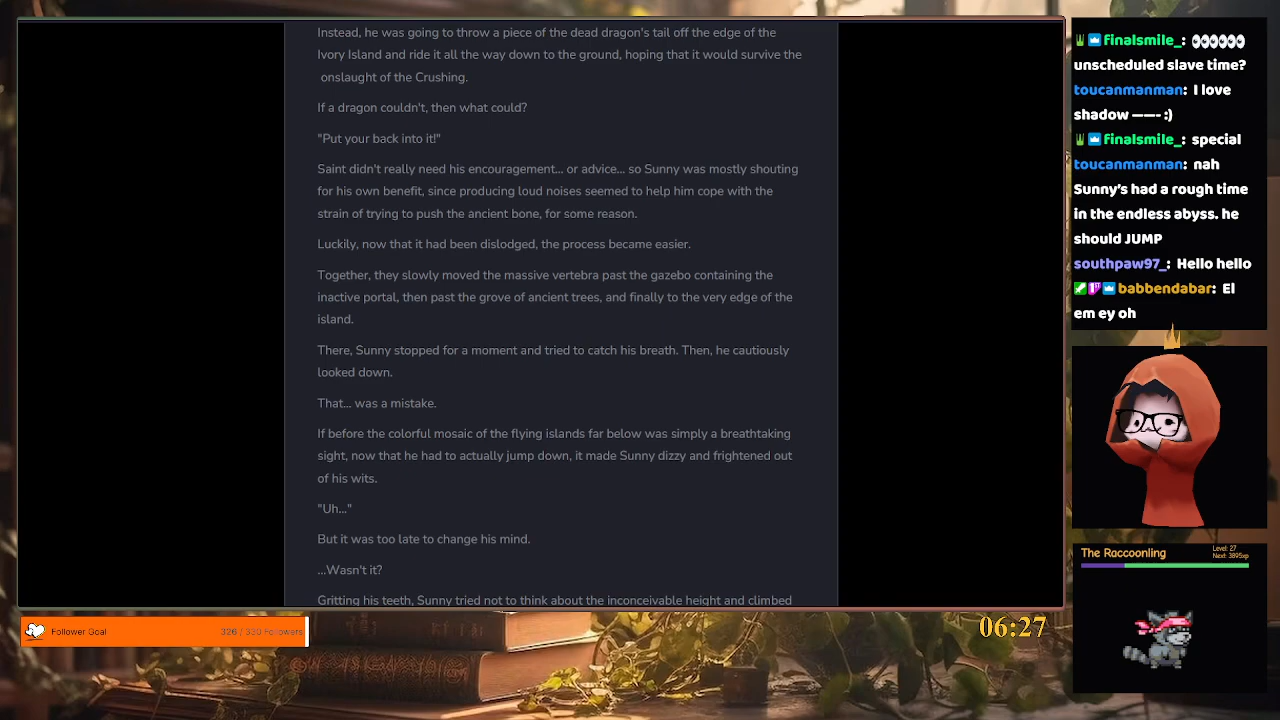 Instead, he was going to throw a piece of the dead dragon's tail off the edge of the
Ivory Island and ride it all the way down to the ground, hoping that it would survive the
onslaught of the Crushing.
If a dragon couldn't, then what could?
"Put your back into it!"
Saint didn't really need his encouragement... or advice... so Sunny was mostly shouting
for his own benefit, since producing loud noises seemed to help him cope with the
strain of trying to push the ancient bone, for some reason.
Luckily, now that it had been dislodged, the process became easier.
Together, they slowly moved the massive vertebra past the gazebo containing the
inactive portal, then past the grove of ancient trees, and finally to the very edge of the
island.
There, Sunny stopped for a moment and tried to catch his breath. Then, he cautiously
looked down.
That... was a mistake.
If before the colorful mosaic of the flying islands far below was simply a breathtaking
sight, now that he had to actually jump down, it made Sunny dizzy and frightened out
of his wits.
"Uh..."
But it was too late to change his mind.
...Wasn't it?
Gritting his teeth, Sunny tried not to think about the inconceivable height and climbed
finalsmile_: 👀👀👀
unscheduled slave time?
toucanmanman: I love
shadow —–- :)
finalsmile_: special
toucanmanman: nah
Sunny's had a rough time
in the endless abyss. he
should JUMP
southpaw97_: Hello hello
babbendabar: El
em ey oh
The Raccoonling
Level: 27
Next: 3895xp
Follower Goal
326 / 330 Followers
06:27